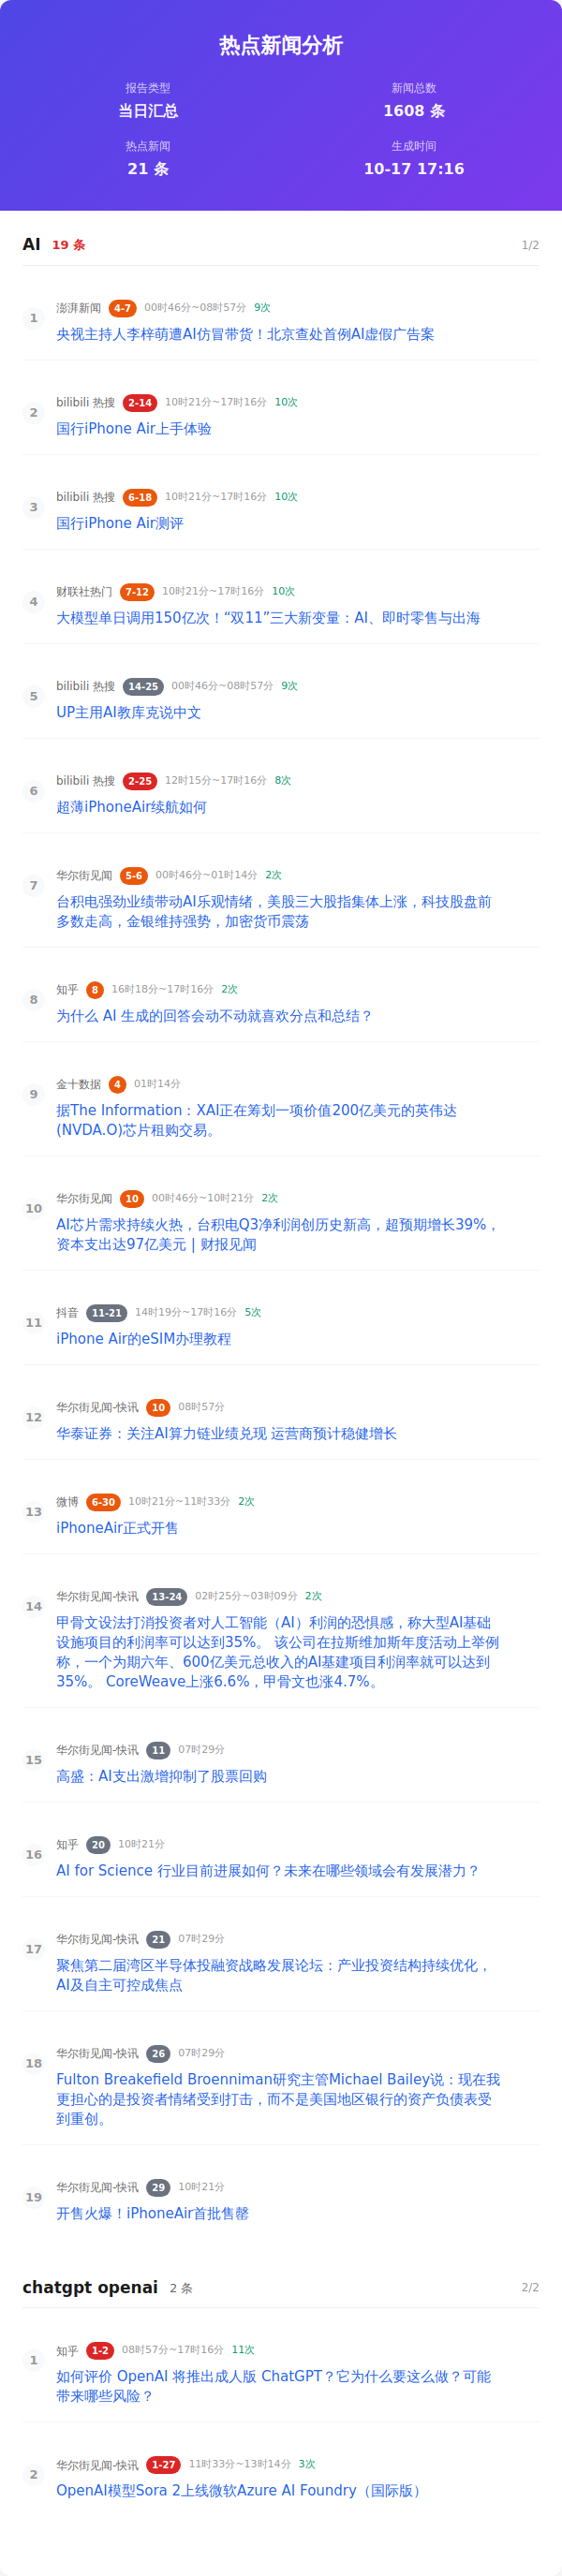 热点新闻分析
报告类型
当日汇总
新闻总数
1608 条
热点新闻
21 条
生成时间
10-17 17:16
AI 19 条 1/2
1
澎湃新闻 4-7 00时46分~08时57分 9次
央视主持人李梓萌遭AI仿冒带货！北京查处首例AI虚假广告案
2
bilibili 热搜 2-14 10时21分~17时16分 10次
国行iPhone Air上手体验
3
bilibili 热搜 6-18 10时21分~17时16分 10次
国行iPhone Air测评
4
财联社热门 7-12 10时21分~17时16分 10次
大模型单日调用150亿次！“双11”三大新变量：AI、即时零售与出海
5
bilibili 热搜 14-25 00时46分~08时57分 9次
UP主用AI教库克说中文
6
bilibili 热搜 2-25 12时15分~17时16分 8次
超薄iPhoneAir续航如何
7
华尔街见闻 5-6 00时46分~01时14分 2次
台积电强劲业绩带动AI乐观情绪，美股三大股指集体上涨，科技股盘前
多数走高，金银维持强势，加密货币震荡
8
知乎 8 16时18分~17时16分 2次
为什么 AI 生成的回答会动不动就喜欢分点和总结？
9
金十数据 4 01时14分
据The Information：XAI正在筹划一项价值200亿美元的英伟达
(NVDA.O)芯片租购交易。
10
华尔街见闻 10 00时46分~10时21分 2次
AI芯片需求持续火热，台积电Q3净利润创历史新高，超预期增长39%，
资本支出达97亿美元 | 财报见闻
11
抖音 11-21 14时19分~17时16分 5次
iPhone Air的eSIM办理教程
12
华尔街见闻-快讯 10 08时57分
华泰证券：关注AI算力链业绩兑现 运营商预计稳健增长
13
微博 6-30 10时21分~11时33分 2次
iPhoneAir正式开售
14
华尔街见闻-快讯 13-24 02时25分~03时09分 2次
甲骨文设法打消投资者对人工智能（AI）利润的恐惧感，称大型AI基础
设施项目的利润率可以达到35%。 该公司在拉斯维加斯年度活动上举例
称，一个为期六年、600亿美元总收入的AI基建项目利润率就可以达到
35%。 CoreWeave上涨6.6%，甲骨文也涨4.7%。
15
华尔街见闻-快讯 11 07时29分
高盛：AI支出激增抑制了股票回购
16
知乎 20 10时21分
AI for Science 行业目前进展如何？未来在哪些领域会有发展潜力？
17
华尔街见闻-快讯 21 07时29分
聚焦第二届湾区半导体投融资战略发展论坛：产业投资结构持续优化，
AI及自主可控成焦点
18
华尔街见闻-快讯 26 07时29分
Fulton Breakefield Broenniman研究主管Michael Bailey说：现在我
更担心的是投资者情绪受到打击，而不是美国地区银行的资产负债表受
到重创。
19
华尔街见闻-快讯 29 10时21分
开售火爆！iPhoneAir首批售罄
chatgpt openai 2 条 2/2
1
知乎 1-2 08时57分~17时16分 11次
如何评价 OpenAI 将推出成人版 ChatGPT？它为什么要这么做？可能
带来哪些风险？
2
华尔街见闻-快讯 1-27 11时33分~13时14分 3次
OpenAI模型Sora 2上线微软Azure AI Foundry（国际版）